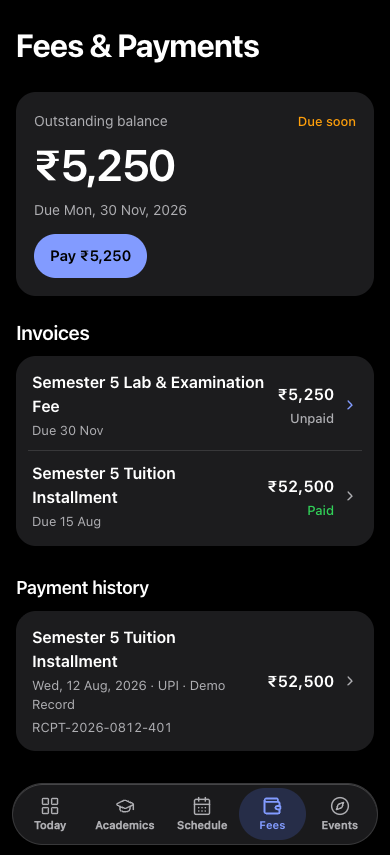 Fees & Payments
Outstanding balance
Due soon
₹5,250
Due Mon, 30 Nov, 2026
Pay ₹5,250
Invoices
Semester 5 Lab & Examination
Fee
₹5,250
Due 30 Nov
Unpaid
Semester 5 Tuition
Installment
₹52,500
Due 15 Aug
Paid
Payment history
Semester 5 Tuition
Installment
Wed, 12 Aug, 2026 · UPI · Demo
Record
₹52,500
RCPT-2026-0812-401
Today
Academics
Schedule
Fees
Events